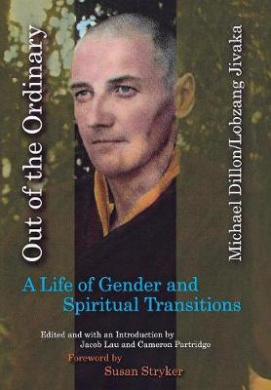 Out of the Ordinary
Michael Dillon/Lobzang Jivaka
A Life of Gender and
Spiritual Transitions
Edited and with an Introduction by
Jacob Lau and Cameron Partridge
Foreword by
Susan Stryker